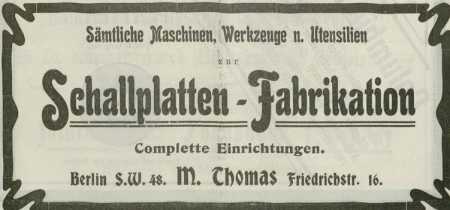 Sämtliche Maschinen, Werkzeuge n. Utensilien
zur
Schallplatten-Fabrikation
Complette Einrichtungen.
Berlin S.W. 48. M. Thomas Friedrichstr. 16.